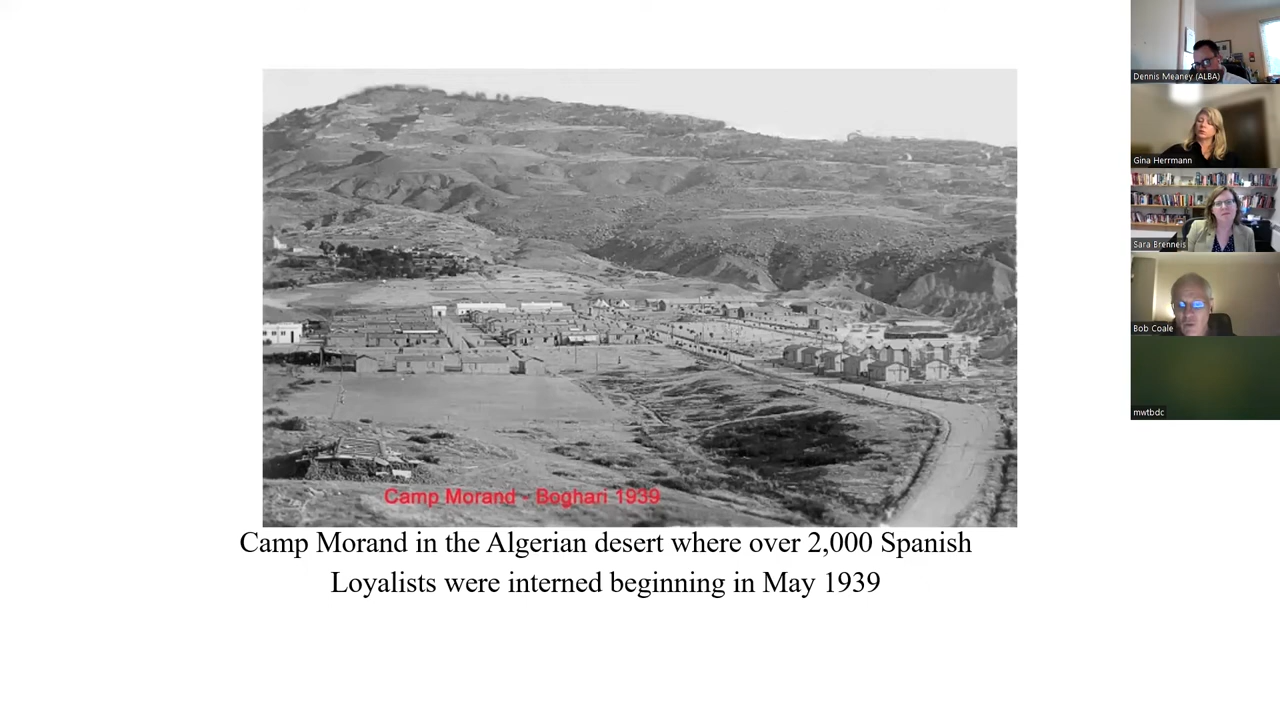 Camp Morand - Boghari 1939
Camp Morand in the Algerian desert where over 2,000 Spanish
Loyalists were interned beginning in May 1939
Dennis Meaney (ALBA)
Gina Herrmann
Sara Brenneis
Bob Coale
mwtbdc